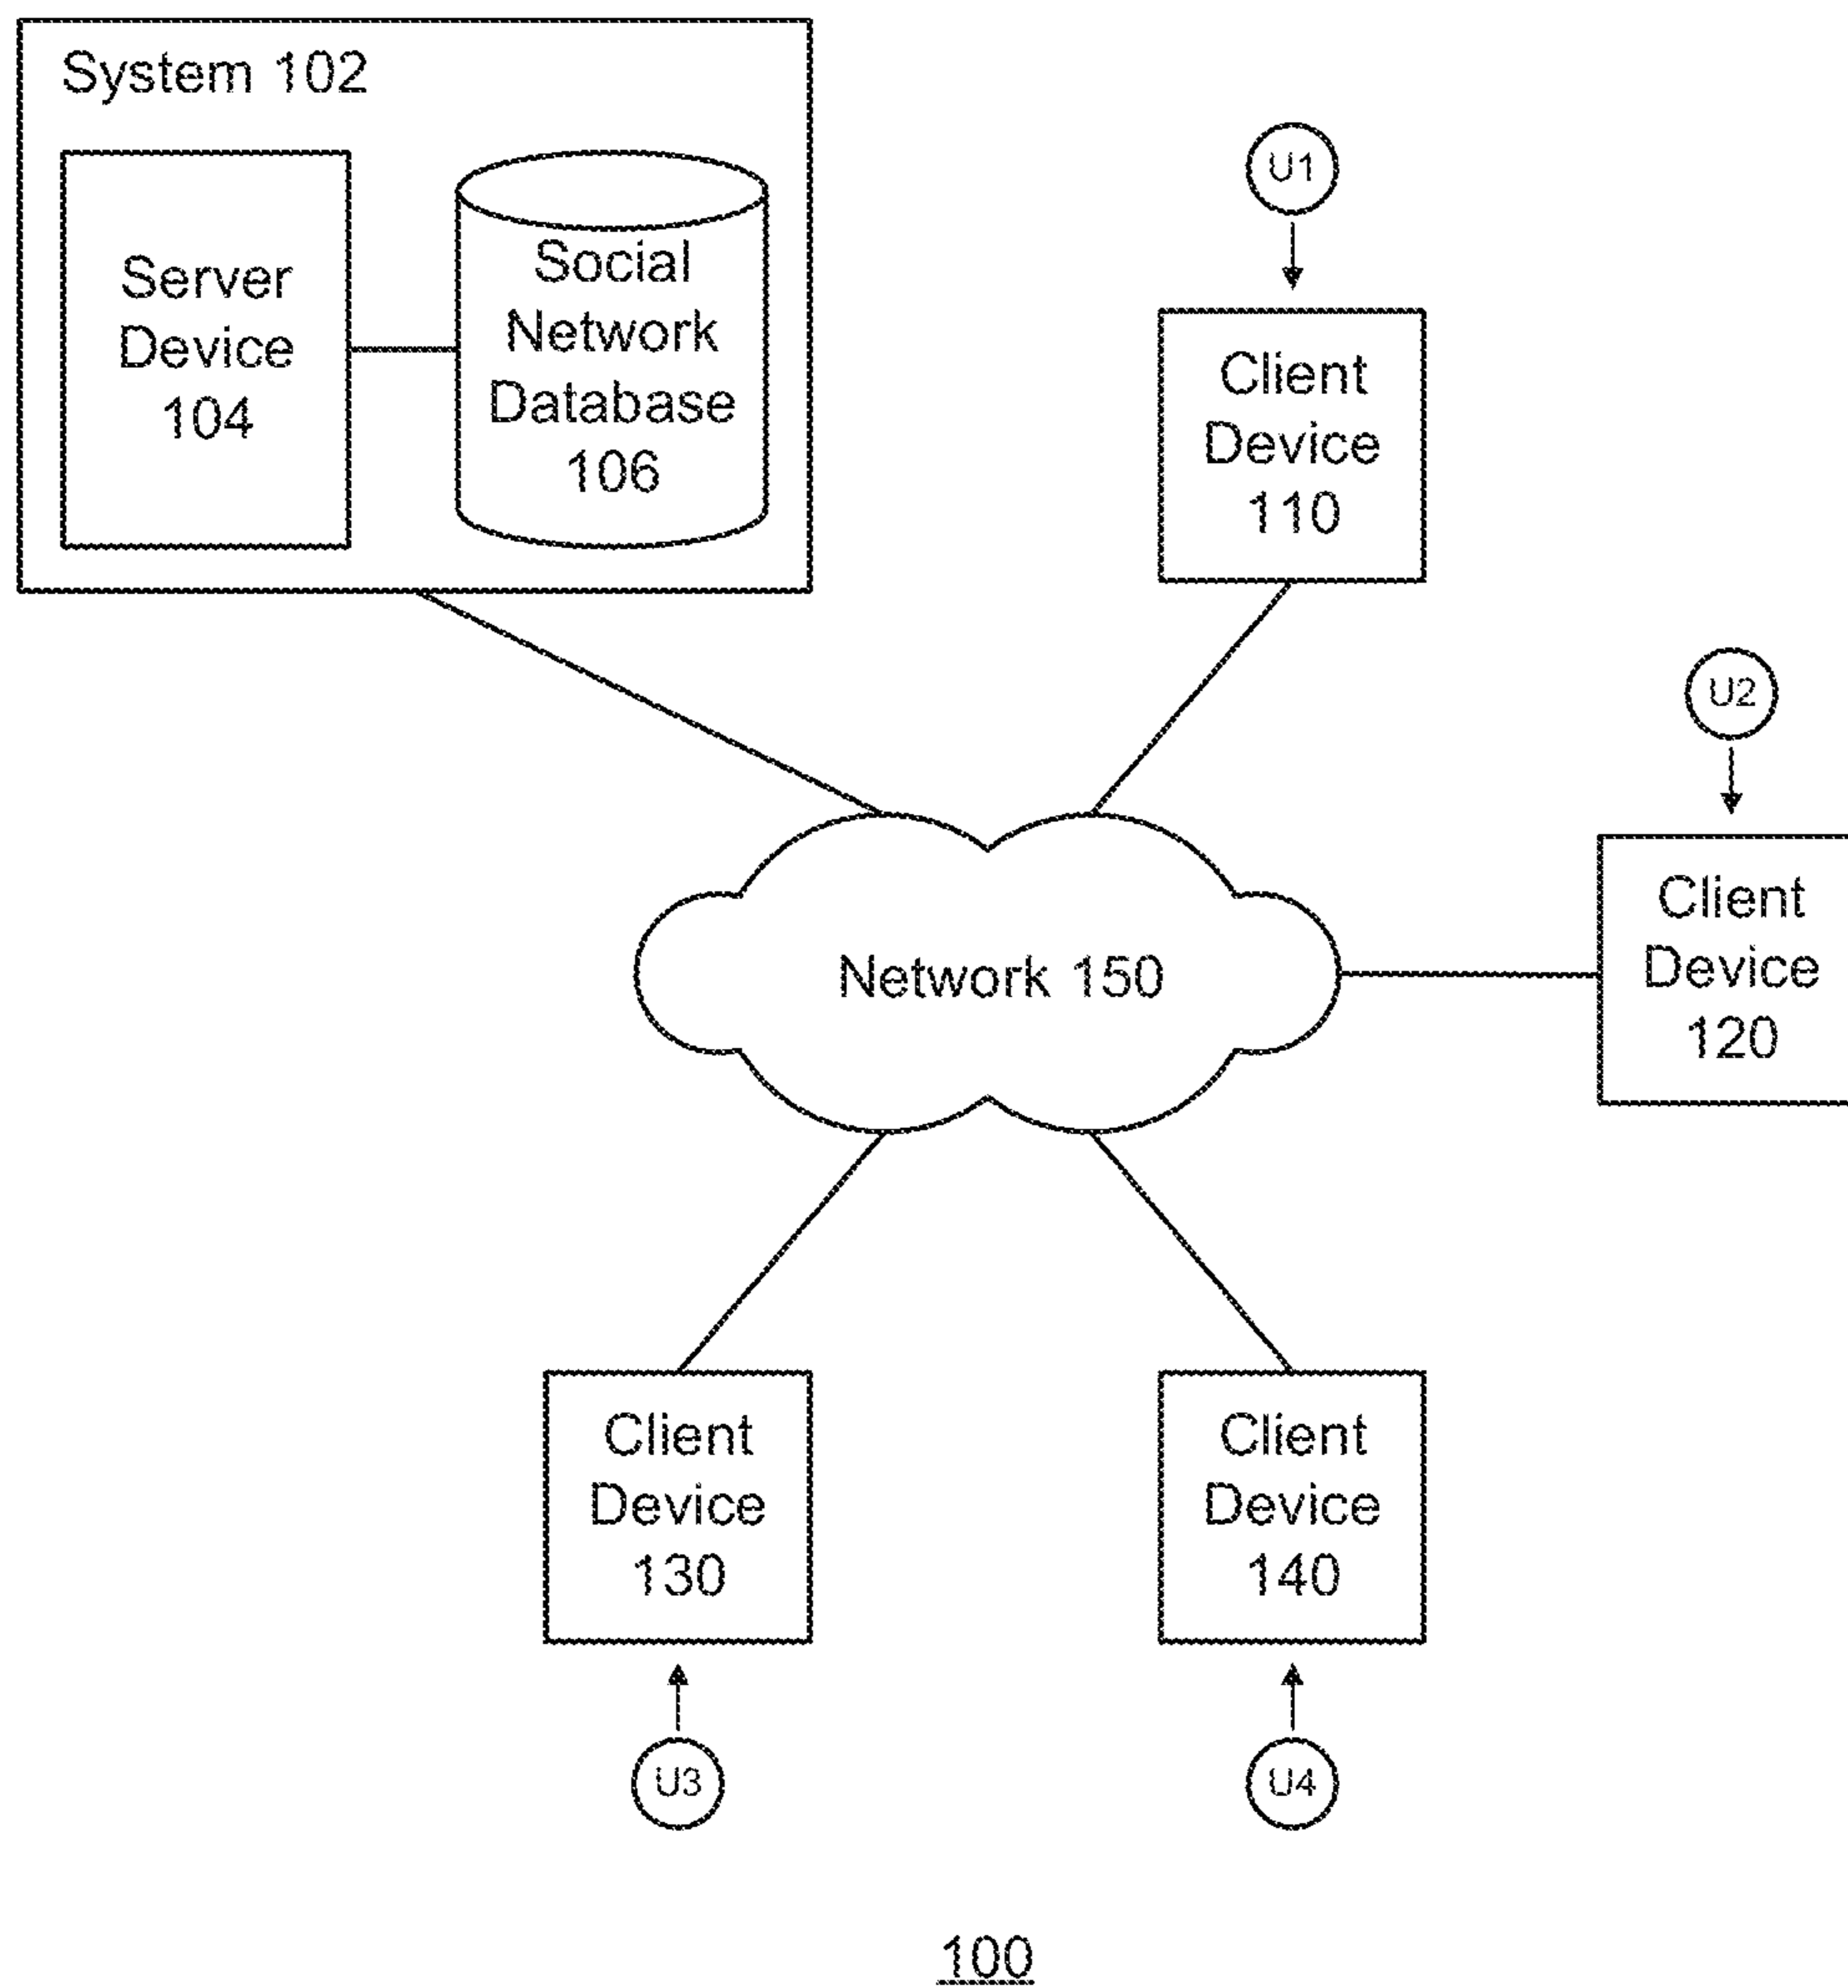 System 102
Server
Device
104
Social
Network
Database
106
U1
Client
Device
110
U2
Client
Device
120
Network 150
Client
Device
130
Client
Device
140
U3
U4
100